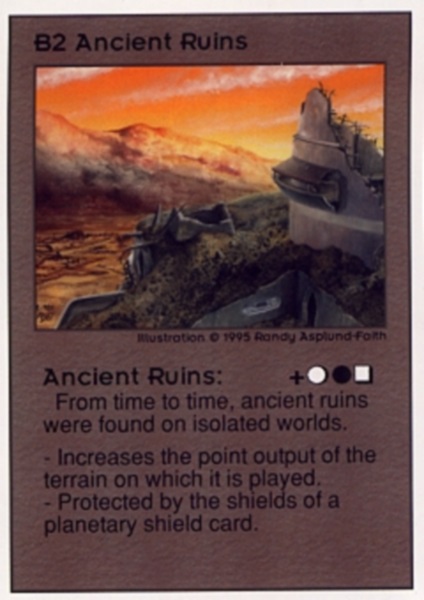 B2 Ancient Ruins
Illustration © 1995 Randy Asplund-Faith
Ancient Ruins: +
From time to time, ancient ruins
were found on isolated worlds.
- Increases the point output of the
terrain on which it is played.
- Protected by the shields of a
planetary shield card.